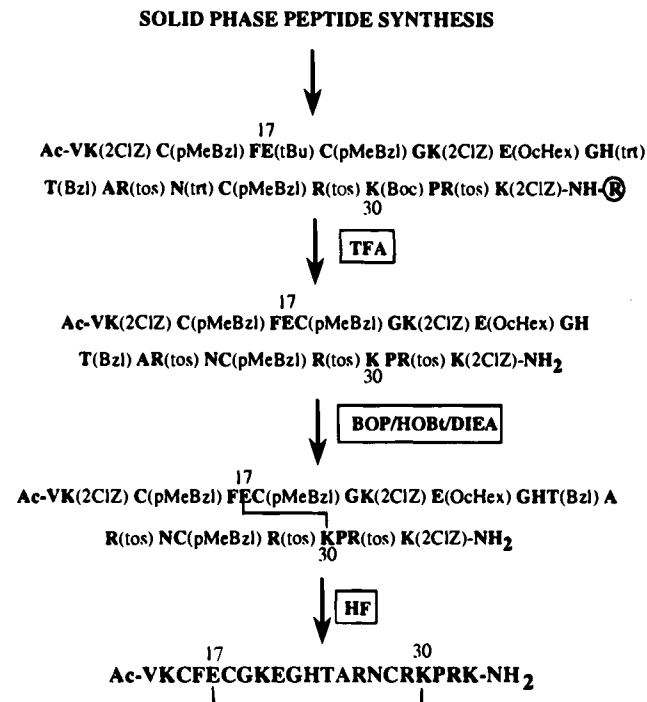 SOLID PHASE PEPTIDE SYNTHESIS
17
Ac-VK(2ClZ) C(pMeBzl) FE(tBu) C(pMeBzl) GK(2ClZ) E(OcHex) GH(trt)
T(Bzl) AR(tos) N(trt) C(pMeBzl) R(tos) K(Boc) PR(tos) K(2ClZ)-NH-R
30
TFA
17
Ac-VK(2ClZ) C(pMeBzl) FEC(pMeBzl) GK(2ClZ) E(OcHex) GH
T(Bzl) AR(tos) NC(pMeBzl) R(tos) K PR(tos) K(2ClZ)-NH₂
30
BOP/HOBt/DIEA
17
Ac-VK(2ClZ) C(pMeBzl) FEC(pMeBzl) GK(2ClZ) E(OcHex) GHT(Bzl) A
R(tos) NC(pMeBzl) R(tos) KPR(tos) K(2ClZ)-NH₂
30
HF
17 30
Ac-VKCFECGKEGHTARNCRKPRK-NH₂